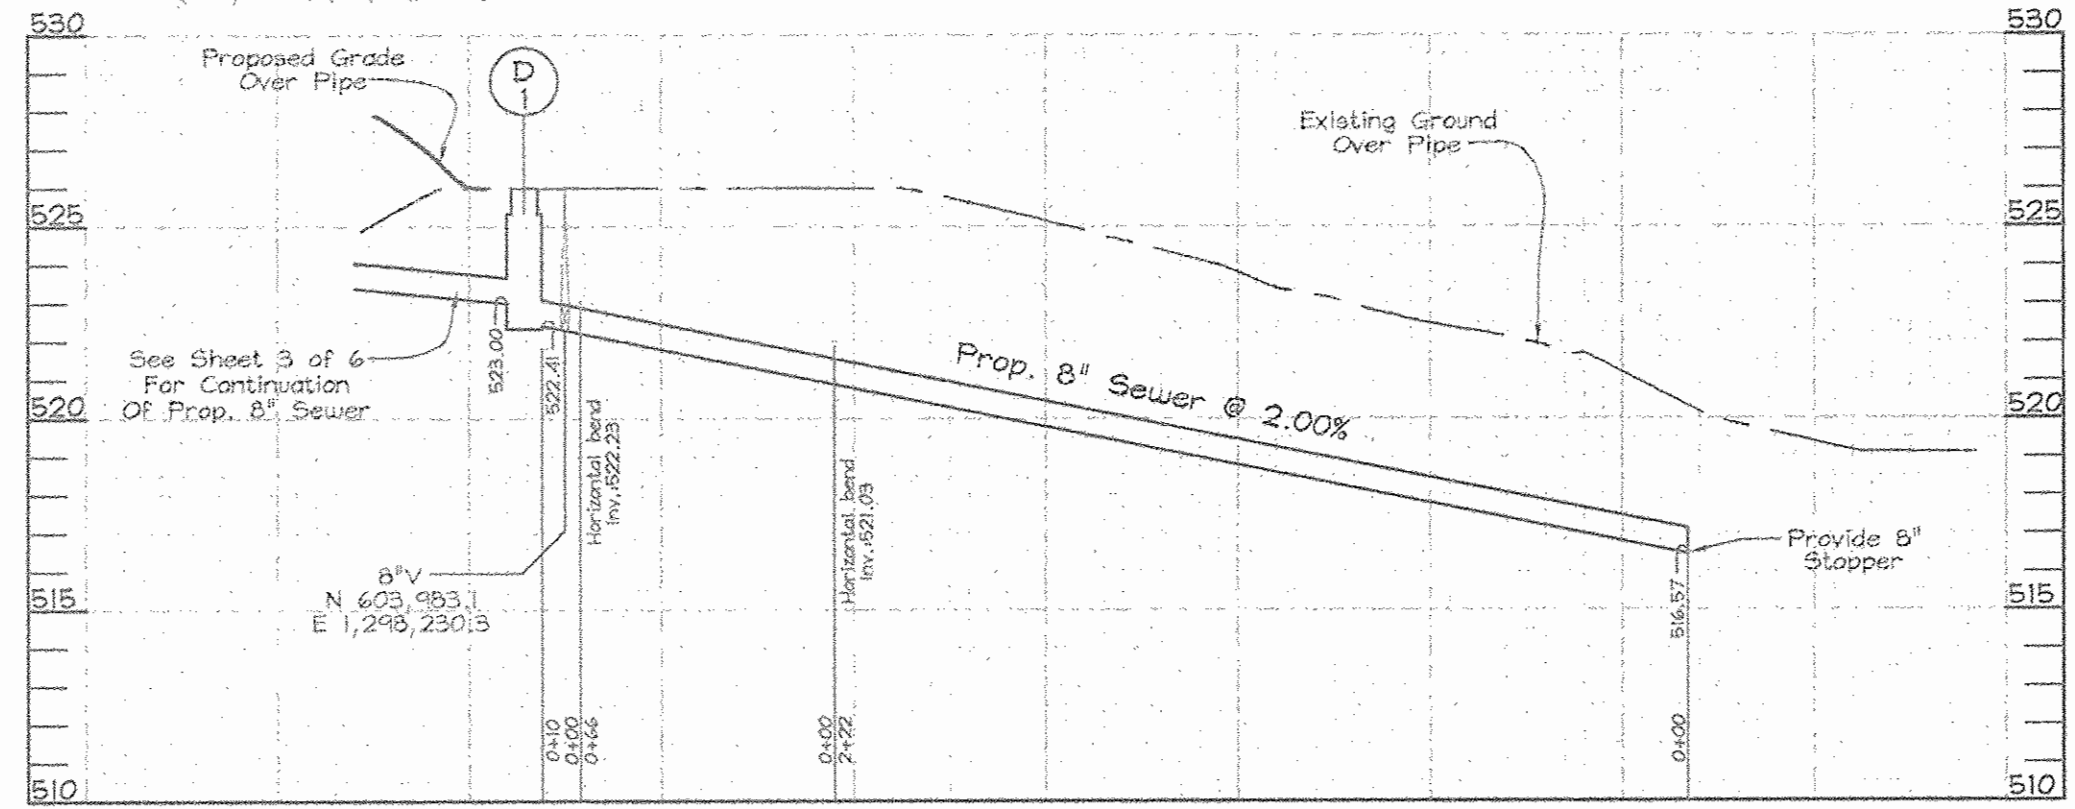 530
530
Proposed Grade
Over Pipe
D
1
Existing Ground
Over Pipe
525
525
See Sheet 3 of 6
For Continuation
Of Prop. 8" Sewer
523.00
522.41
Horizontal bend
Inv.:522.23
Prop. 8" Sewer @ 2.00%
520
520
Horizontal bend
Inv.:521.03
8"V
N 603,983.1
E 1,298,230.3
Provide 8"
Stopper
516.57
515
515
0+10
0+00
0+66
0+00
2+22
0+00
510
510